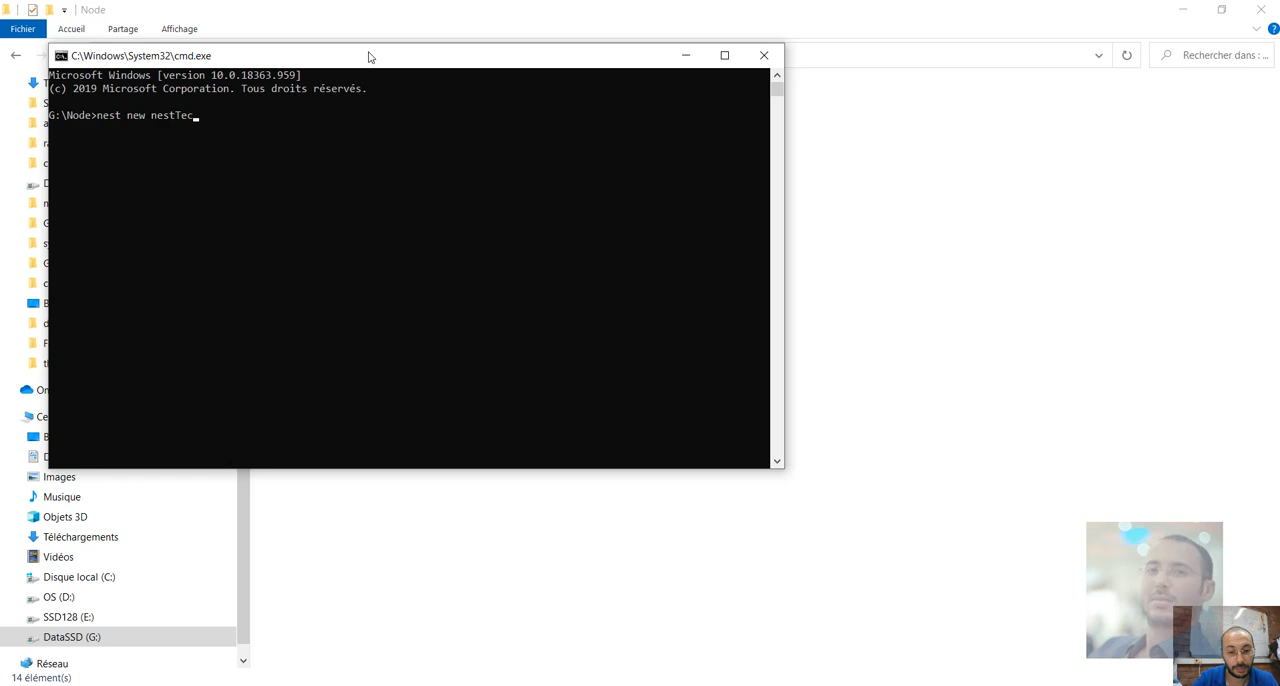 Node
Fichier
Accueil
Partage
Affichage
C:\Windows\System32\cmd.exe
Rechercher dans : ...
Microsoft Windows [version 10.0.18363.959]
(c) 2019 Microsoft Corporation. Tous droits réservés.
G:\Node>nest new nestTec
Images
Musique
Objets 3D
Téléchargements
Vidéos
Disque local (C:)
OS (D:)
SSD128 (E:)
DataSSD (G:)
Réseau
14 élément(s)